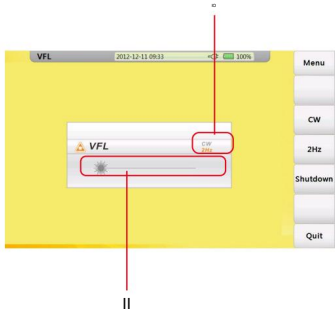 VFL 2012-12-11 09:33 100%
Menu
CW
VFL CW
2Hz
2Hz
Shutdown
Quit
II